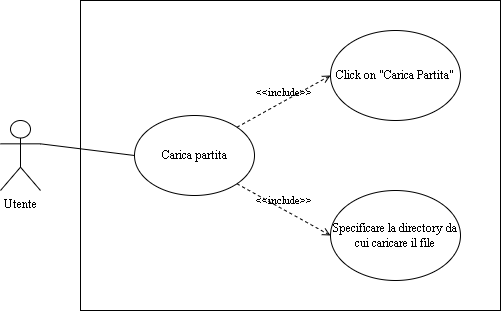 Click on "Carica Partita"
<<include>>
Carica partita
Utente
<<include>>
Specificare la directory da
cui caricare il file